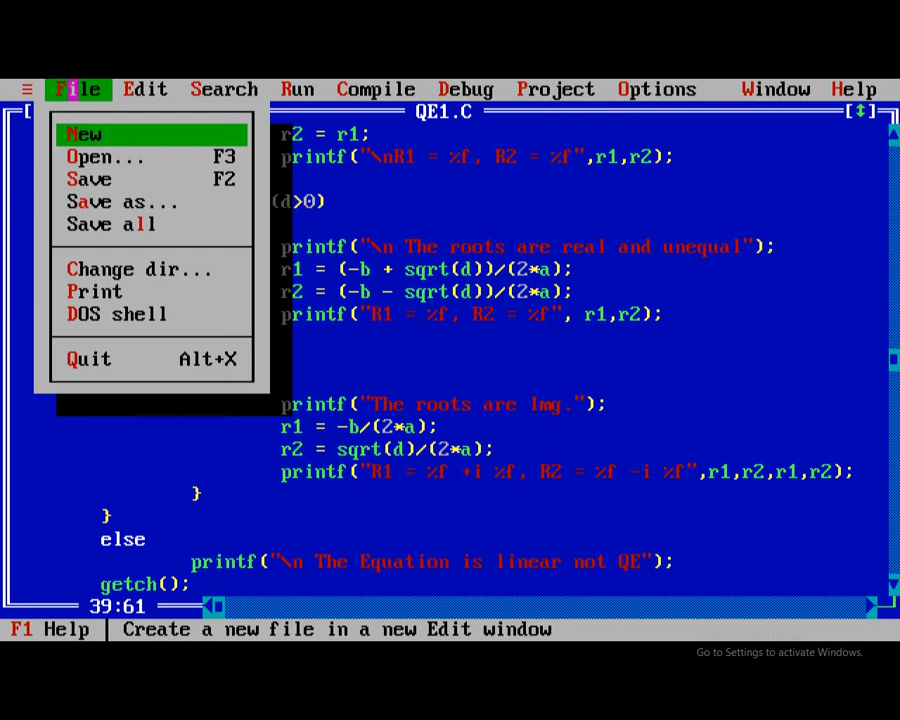 ≡ File Edit Search Run Compile Debug Project Options Window Help
[ QE1.C [↕]
New
Open... F3
Save F2
Save as...
Save all
Change dir...
Print
DOS shell
Quit Alt+X
r2 = r1;
printf("\nR1 = %f, R2 = %f",r1,r2);
(d>0)
printf("\n The roots are real and unequal");
r1 = (-b + sqrt(d))/(2*a);
r2 = (-b - sqrt(d))/(2*a);
printf("R1 = %f, R2 = %f", r1,r2);
printf("The roots are Img.");
r1 = -b/(2*a);
r2 = sqrt(d)/(2*a);
printf("R1 = %f +i %f, R2 = %f -i %f",r1,r2,r1,r2);
}
}
else
printf("\n The Equation is linear not QE");
getch();
39:61
F1 Help Create a new file in a new Edit window
Go to Settings to activate Windows.